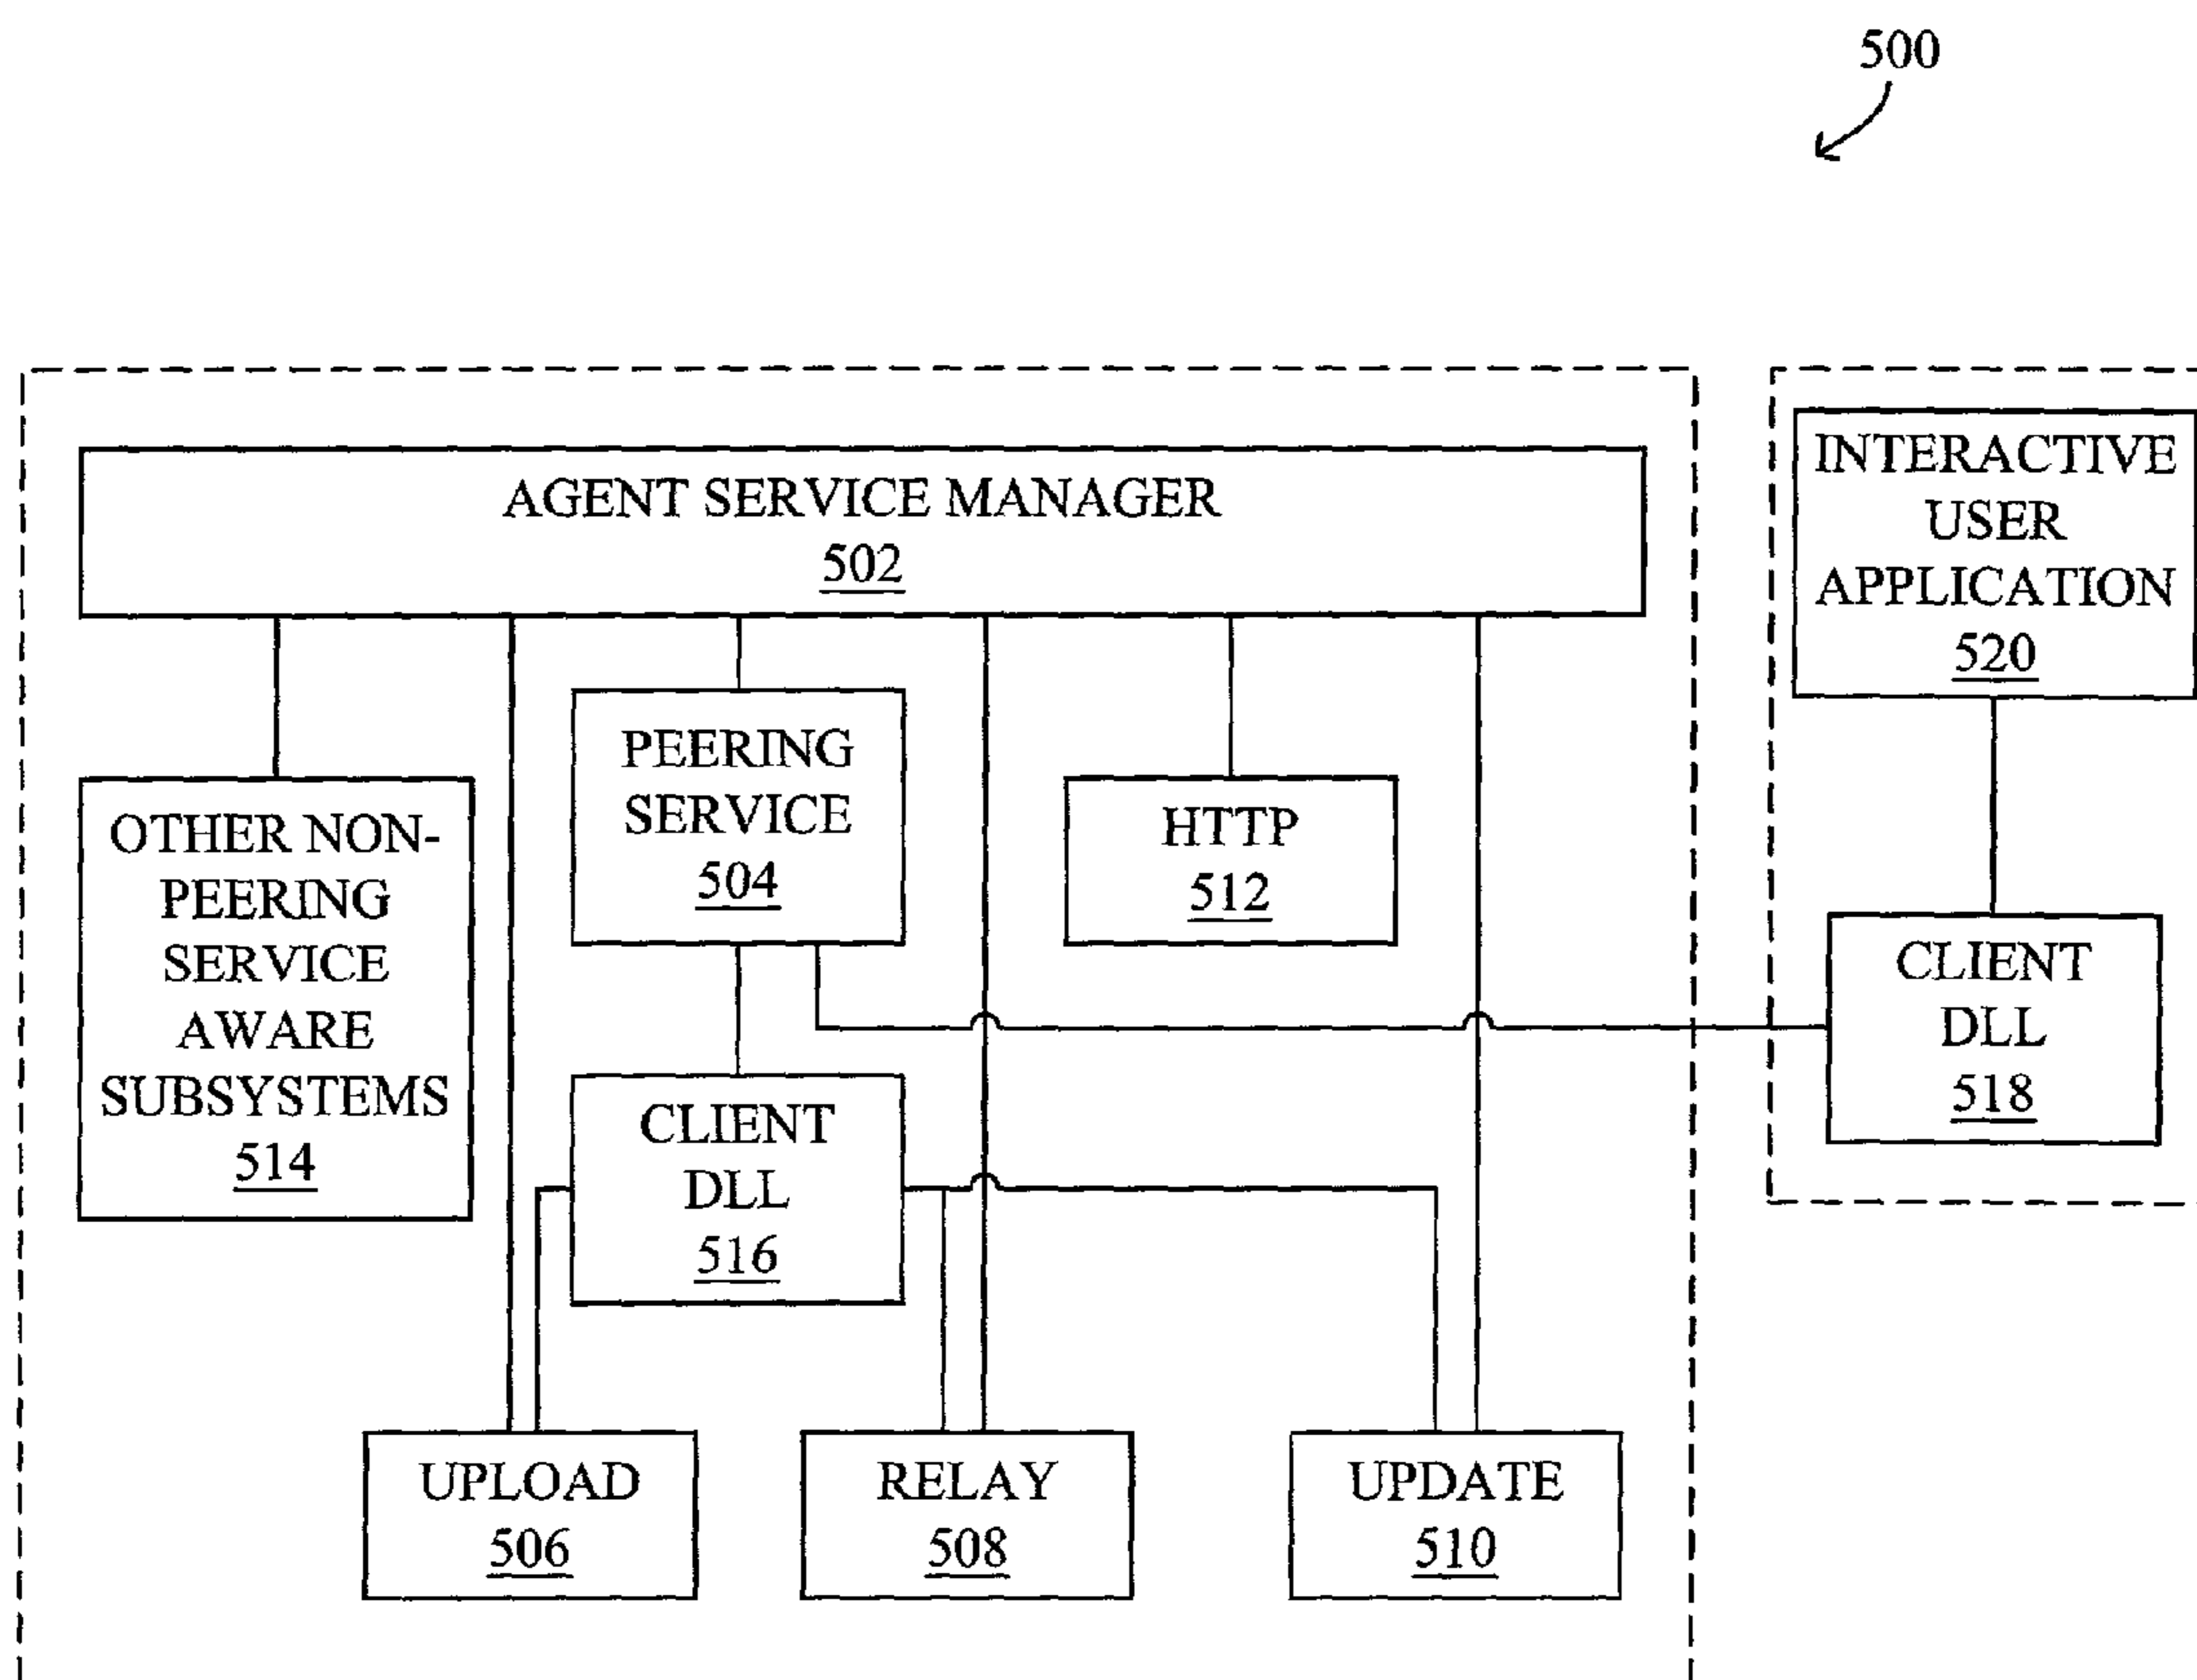 500
AGENT SERVICE MANAGER
502
INTERACTIVE
USER
APPLICATION
520
PEERING
SERVICE
504
HTTP
512
OTHER NON-
PEERING
SERVICE
AWARE
SUBSYSTEMS
514
CLIENT
DLL
518
CLIENT
DLL
516
UPLOAD
506
RELAY
508
UPDATE
510